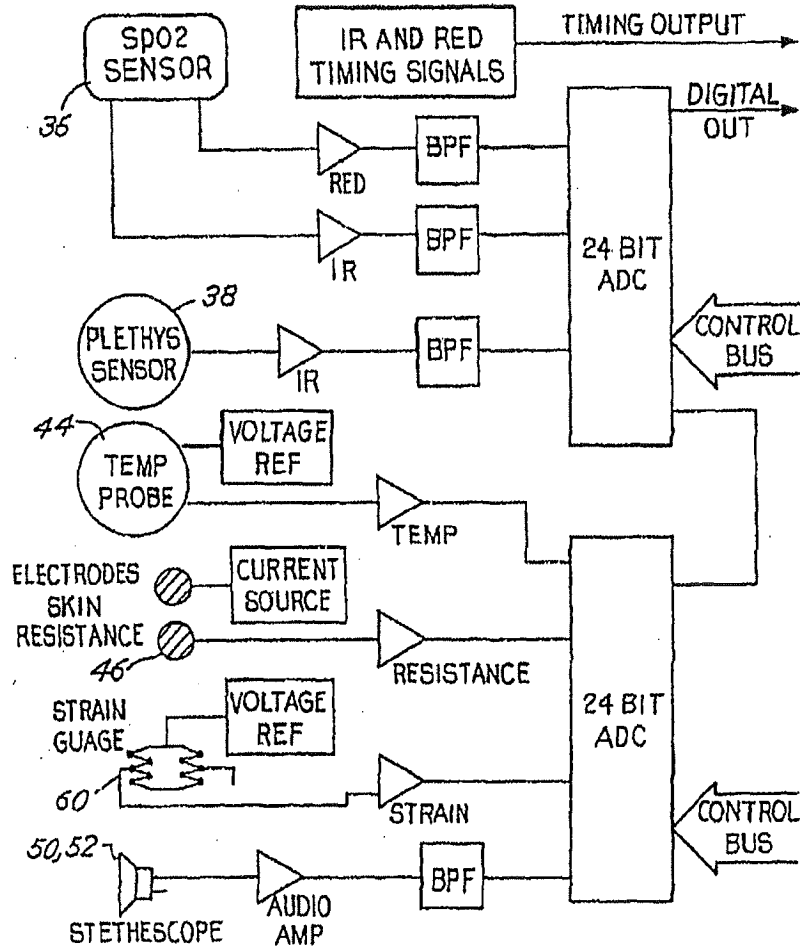 SpO2
SENSOR
36
IR AND RED
TIMING SIGNALS
TIMING OUTPUT
DIGITAL
OUT
RED
BPF
IR
BPF
24 BIT
ADC
38
PLETHYS
SENSOR
IR
BPF
CONTROL
BUS
44
TEMP
PROBE
VOLTAGE
REF
TEMP
ELECTRODES
SKIN
RESISTANCE
46
CURRENT
SOURCE
RESISTANCE
STRAIN
GUAGE
60
VOLTAGE
REF
STRAIN
24 BIT
ADC
CONTROL
BUS
50,52
STETHESCOPE
AUDIO
AMP
BPF